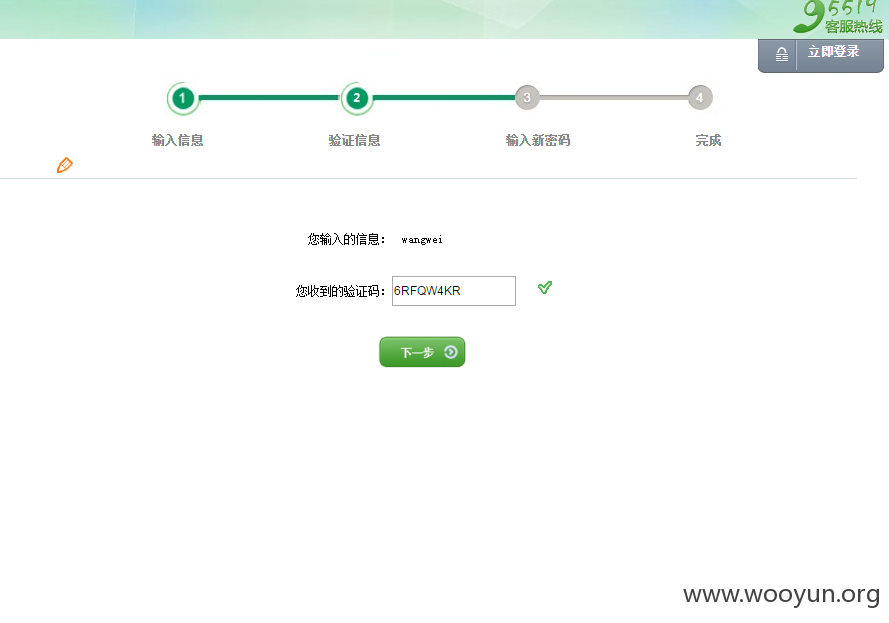 95519
客服热线
立即登录
1 2 3 4
输入信息 验证信息 输入新密码 完成
您输入的信息： wangwei
您收到的验证码： 6RFQW4KR
下一步
www.wooyun.org